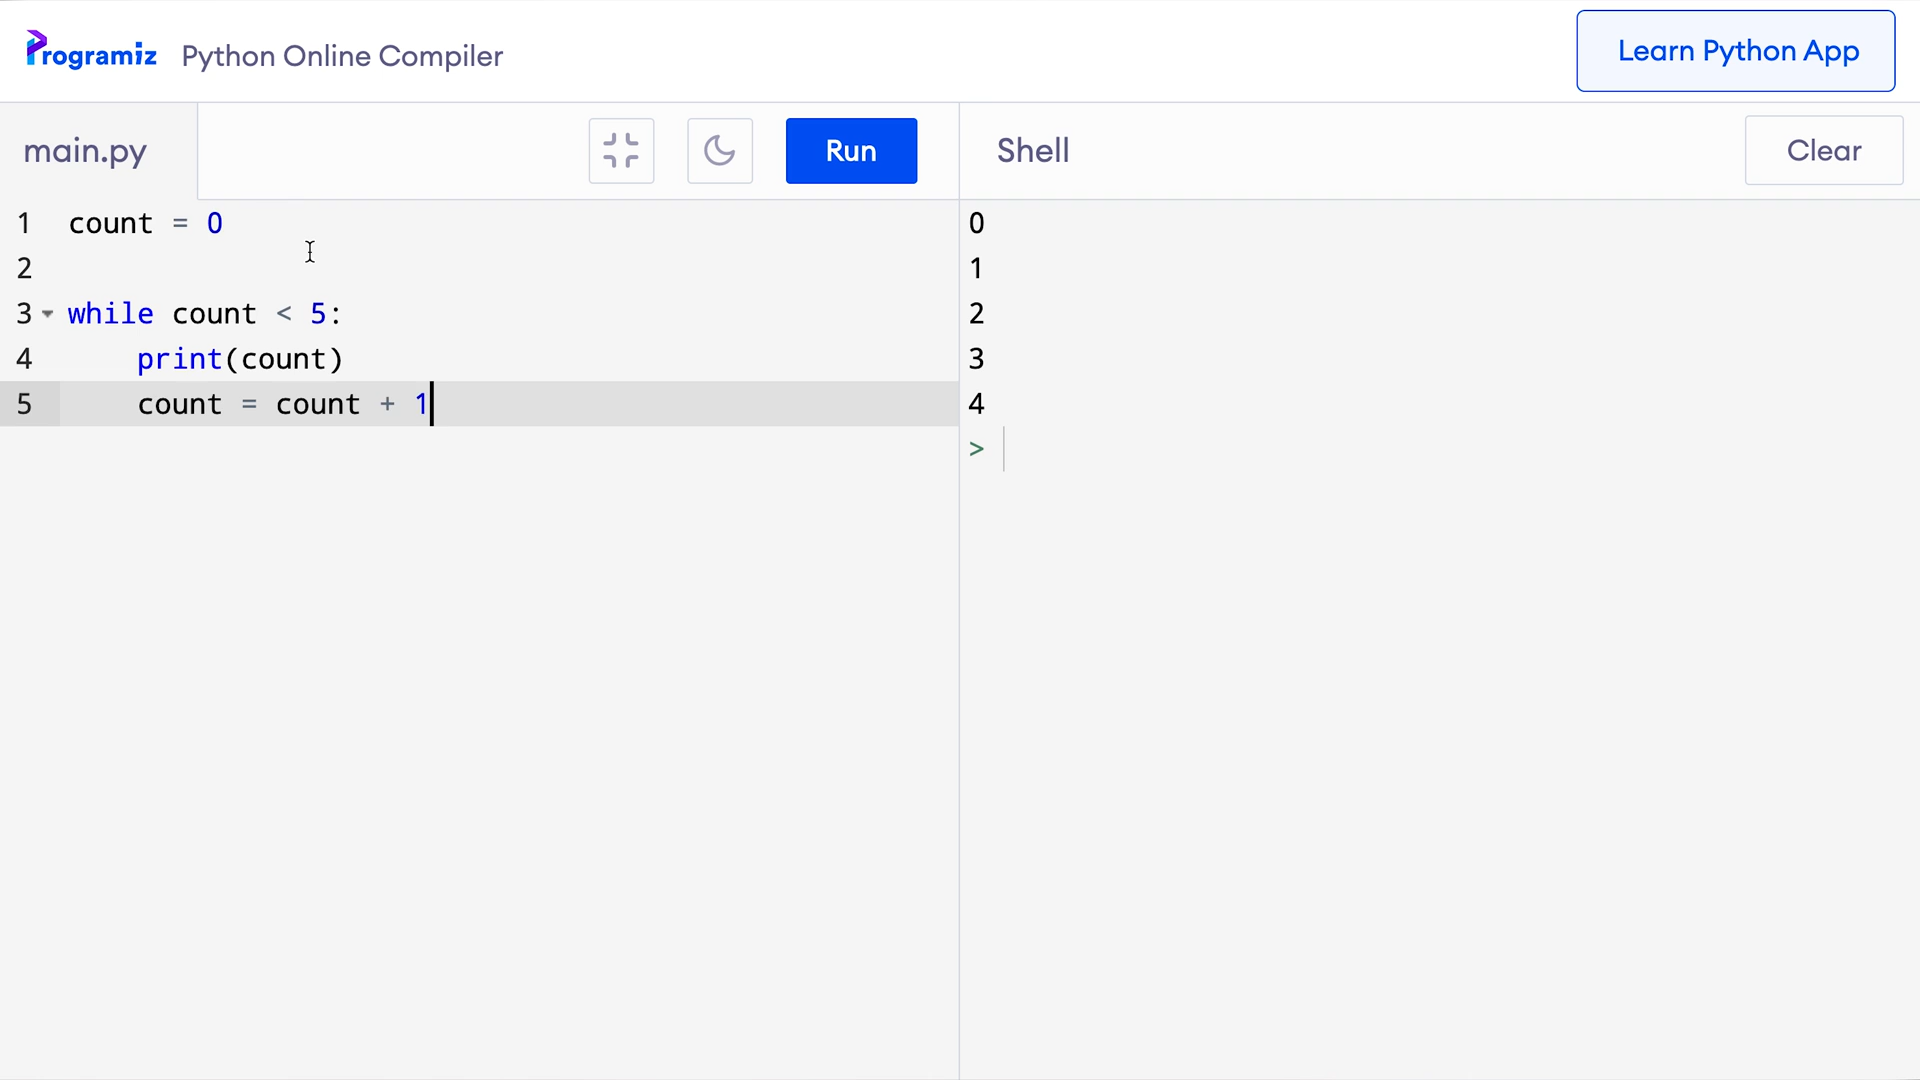 Programiz Python Online Compiler
Learn Python App
main.py
Run
Shell
Clear
1 count = 0
2
3 while count < 5:
4     print(count)
5     count = count + 1
0
1
2
3
4
>